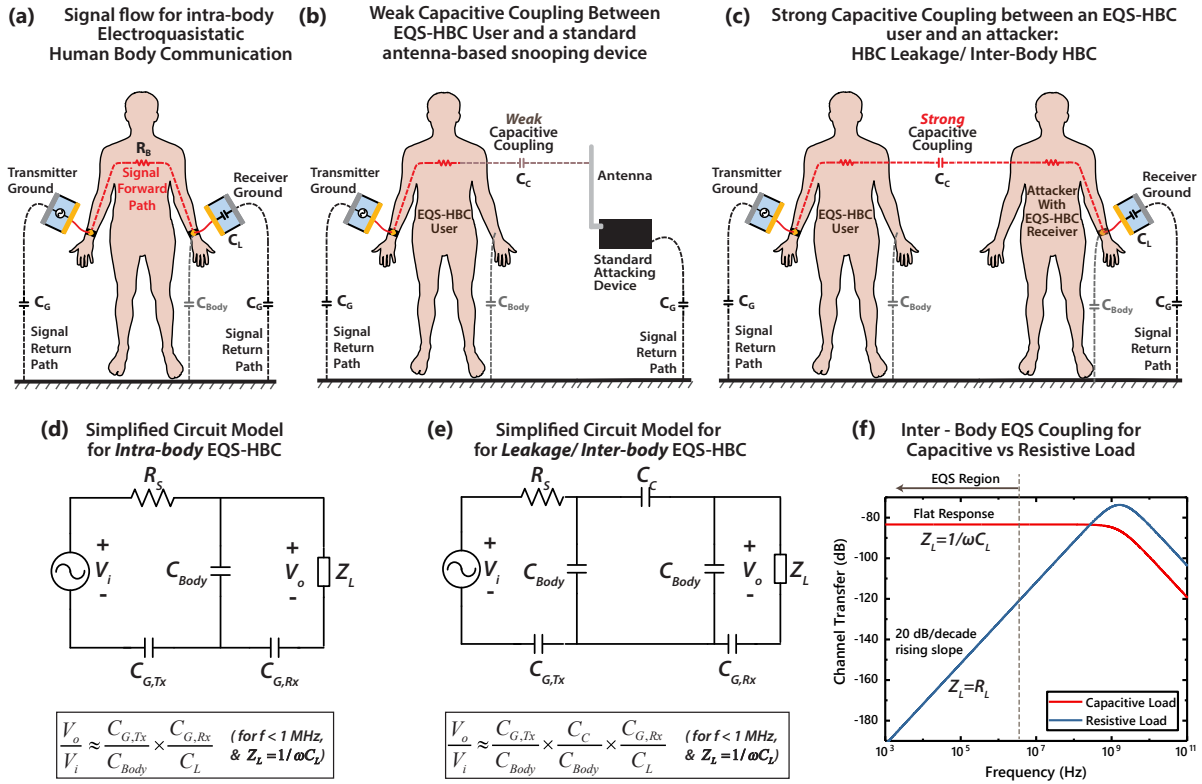 (a)
Signal flow for intra-body
Electroquasistatic
Human Body Communication
R_B
Signal
Forward
Path
Transmitter
Ground
Receiver
Ground
C_L
C_G
C_Body
C_G
Signal
Return
Path
Signal
Return
Path
(b)
Weak Capacitive Coupling Between
EQS-HBC User and a standard
antenna-based snooping device
Weak
Capacitive
Coupling
C_C
Transmitter
Ground
Antenna
EQS-HBC
User
Standard
Attacking
Device
C_G
C_Body
C_G
Signal
Return
Path
Signal
Return
Path
(c)
Strong Capacitive Coupling between an EQS-HBC
user and an attacker:
HBC Leakage/ Inter-Body HBC
Strong
Capacitive
Coupling
C_C
Transmitter
Ground
Receiver
Ground
EQS-HBC
User
Attacker
With
EQS-HBC
Receiver
C_L
C_G
C_Body
C_Body
C_G
Signal
Return
Path
Signal
Return
Path
(d)
Simplified Circuit Model
for Intra-body EQS-HBC
R_S
+
V_i
-
C_Body
+
V_o
-
Z_L
C_G,Tx
C_G,Rx
V_o/V_i ≈ C_G,Tx/C_Body × C_G,Rx/C_L (for f < 1 MHz,
& Z_L = 1/ωC_L)
(e)
Simplified Circuit Model for
for Leakage/ Inter-body EQS-HBC
R_S
C_C
+
V_i
-
C_Body
C_Body
+
V_o
-
Z_L
C_G,Tx
C_G,Rx
V_o/V_i ≈ C_G,Tx/C_Body × C_C/C_Body × C_G,Rx/C_L (for f < 1 MHz,
& Z_L = 1/ωC_L)
(f)
Inter - Body EQS Coupling for
Capacitive vs Resistive Load
EQS Region
Flat Response
Z_L=1/ωC_L
20 dB/decade
rising slope
Z_L=R_L
Capacitive Load
Resistive Load
Channel Transfer (dB)
-80
-100
-120
-140
-160
-180
10^3
10^5
10^7
10^9
10^11
Frequency (Hz)